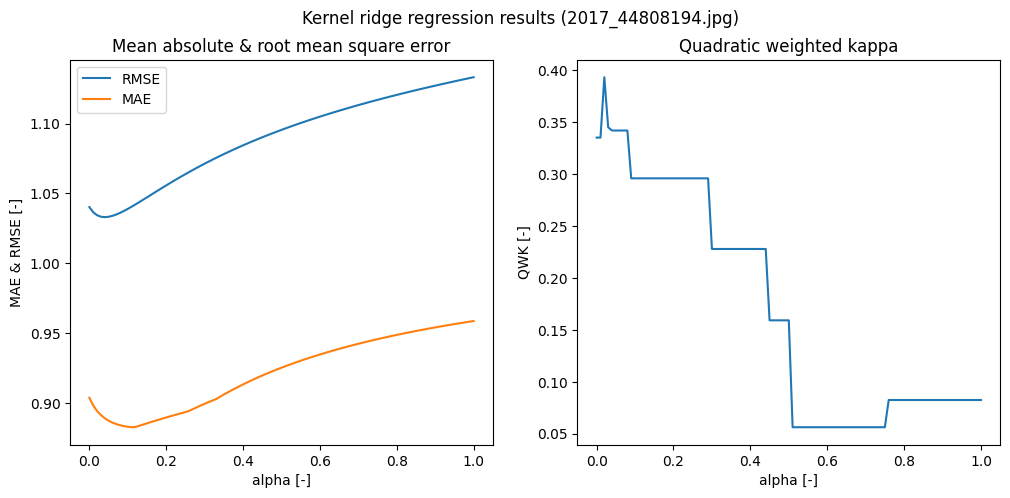 Kernel ridge regression results (2017_44808194.jpg)
Mean absolute & root mean square error
RMSE
MAE
MAE & RMSE [-]
1.10
1.05
1.00
0.95
0.90
0.0 0.2 0.4 0.6 0.8 1.0
alpha [-]
Quadratic weighted kappa
QWK [-]
0.40
0.35
0.30
0.25
0.20
0.15
0.10
0.05
0.0 0.2 0.4 0.6 0.8 1.0
alpha [-]